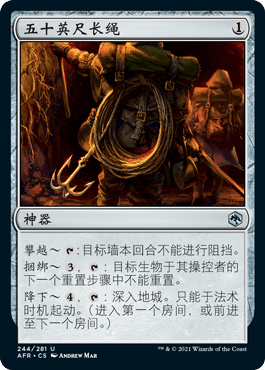 五十英尺长绳 1
神器
攀越～ ，：目标墙本回合不能进行阻挡。
捆绑～ 3，：目标生物于其操控者的
下一个重置步骤中不能重置。
降下～ 4，：深入地城。只能于法术
时机起动。（进入第一个房间，或前进
至下一个房间。）
244/281 U
AFR • CS ANDREW MAR
™ & © 2021 Wizards of the Coast